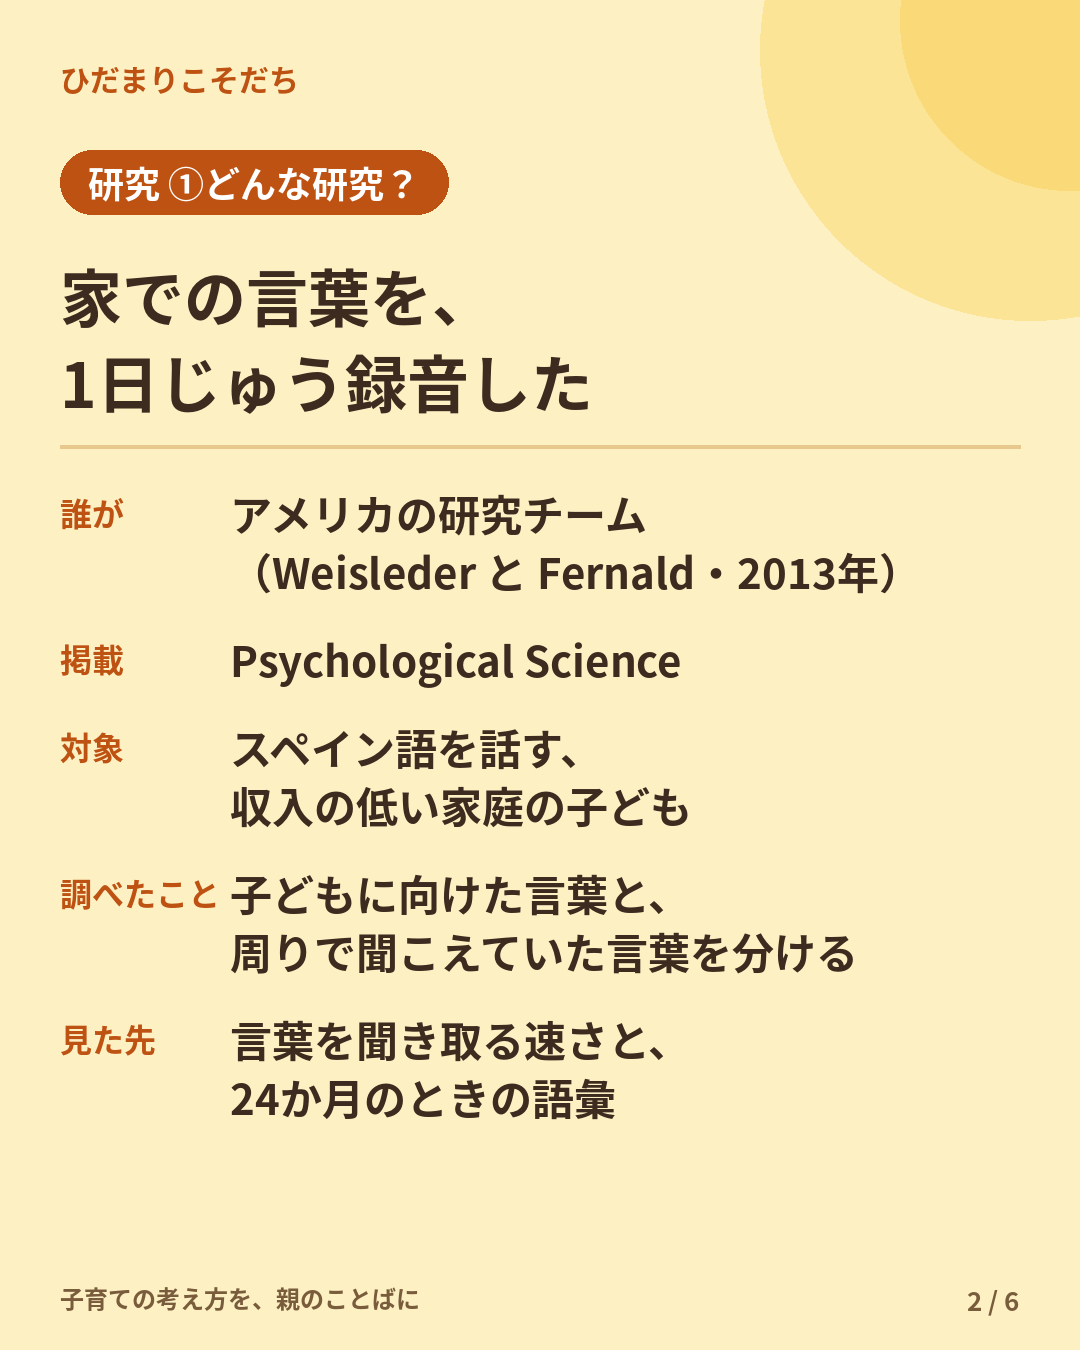 ひだまりこそだち
研究 ①どんな研究？
家での言葉を、
1日じゅう録音した
誰が
アメリカの研究チーム
（Weisleder と Fernald・2013年）
掲載
Psychological Science
対象
スペイン語を話す、
収入の低い家庭の子ども
調べたこと
子どもに向けた言葉と、
周りで聞こえていた言葉を分ける
見た先
言葉を聞き取る速さと、
24か月のときの語彙
子育ての考え方を、親のことばに
2 / 6